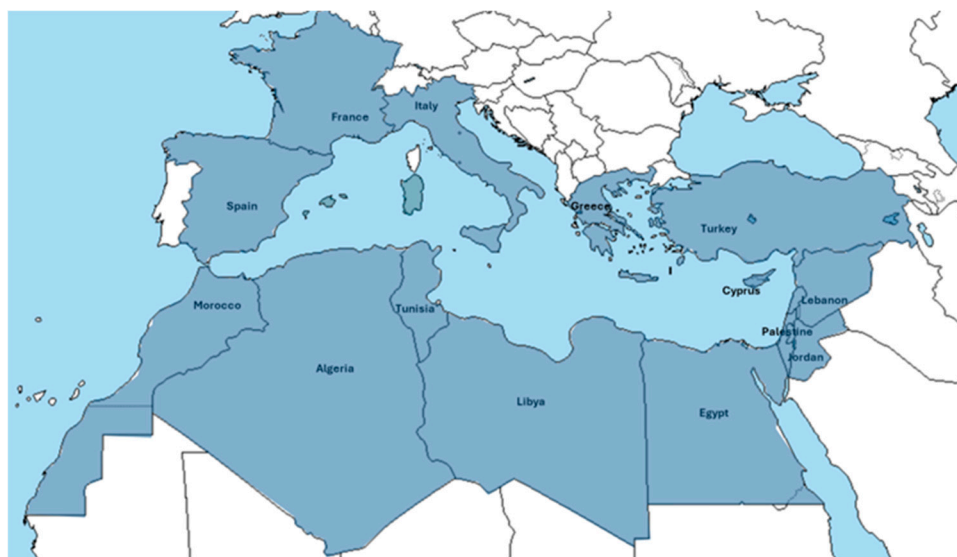 Italy
France
Spain
Greece
Turkey
Cyprus
Morocco
Tunisia
Lebanon
Palestine
Jordan
Algeria
Libya
Egypt